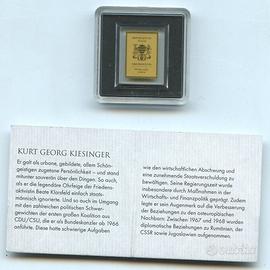 KURT GEORG KIESINGER
Er galt als urbane, gebildete, allem Schön-
geistigen zugetane Persönlichkeit – und stand
mitunter souverän über den Dingen. So auch,
als er die legendäre Ohrfeige der Friedens-
aktivistin Beate Klarsfeld einfach staats-
männisch ignorierte. Und so auch im Umgang
mit den zahlreichen politischen Schwer-
gewichten der ersten großen Koalition aus
CDU/CSU, die er als Bundeskanzler ab 1966
anführte. Diese hatte schwierige Aufgaben
wie den wirtschaftlichen Abschwung und
eine zunehmende Staatsverschuldung zu
bewältigen. Seine Regierungszeit wurde
insbesondere durch Maßnahmen in der
Wirtschafts- und Finanzpolitik geprägt. Zudem
legte er sein Augenmerk auf die Verbesserung
der Beziehungen zu den osteuropäischen
Nachbarn: Zwischen 1967 und 1968 wurden
diplomatische Beziehungen zu Rumänien, der
CSSR sowie Jugoslawien aufgenommen.
subito